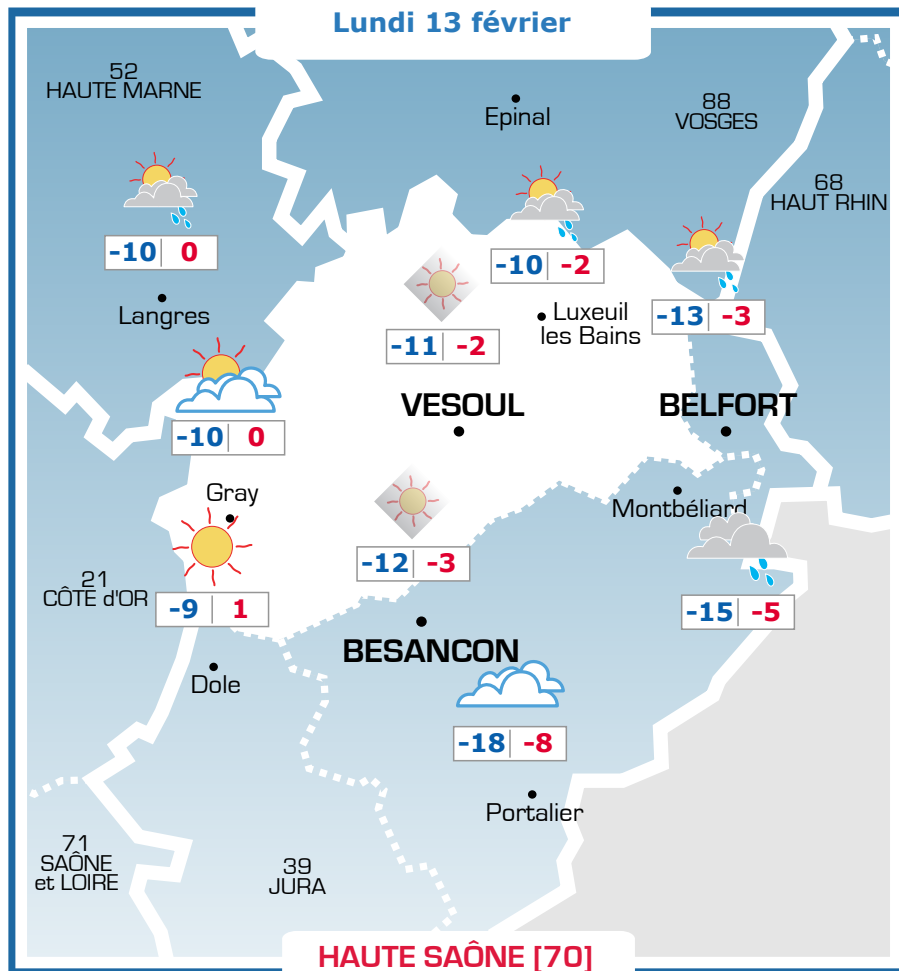 Lundi 13 février
52
HAUTE MARNE
Epinal
88
VOSGES
68
HAUT RHIN
-10 0
-10 -2
Langres
-13 -3
Luxeuil
les Bains
-11 -2
VESOUL
BELFORT
-10 0
Gray
Montbéliard
-12 -3
21
CÔTE d'OR
-9 1
-15 -5
BESANCON
Dole
-18 -8
Portalier
71
SAÔNE
et LOIRE
39
JURA
HAUTE SAÔNE [70]